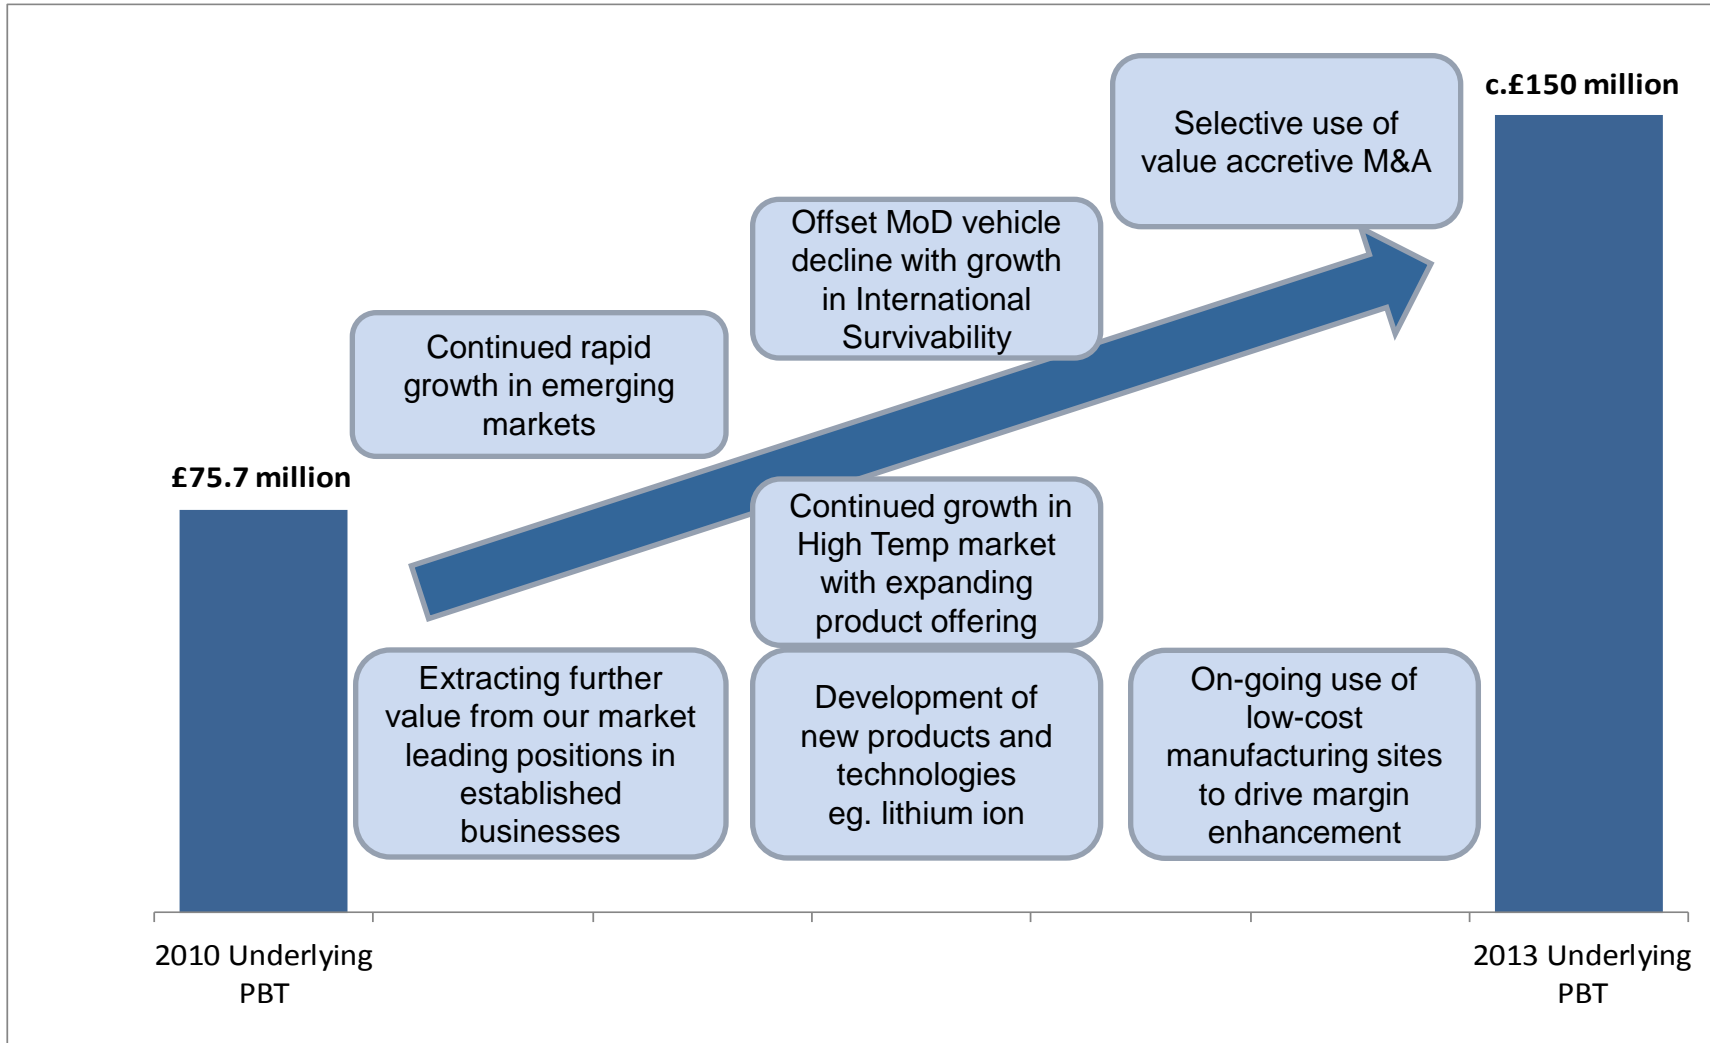 c.£150 million
Selective use of
value accretive M&A
Offset MoD vehicle
decline with growth
in International
Survivability
Continued rapid
growth in emerging
markets
£75.7 million
Continued growth in
High Temp market
with expanding
product offering
Extracting further
value from our market
leading positions in
established
businesses
Development of
new products and
technologies
eg. lithium ion
On-going use of
low-cost
manufacturing sites
to drive margin
enhancement
2010 Underlying
PBT
2013 Underlying
PBT